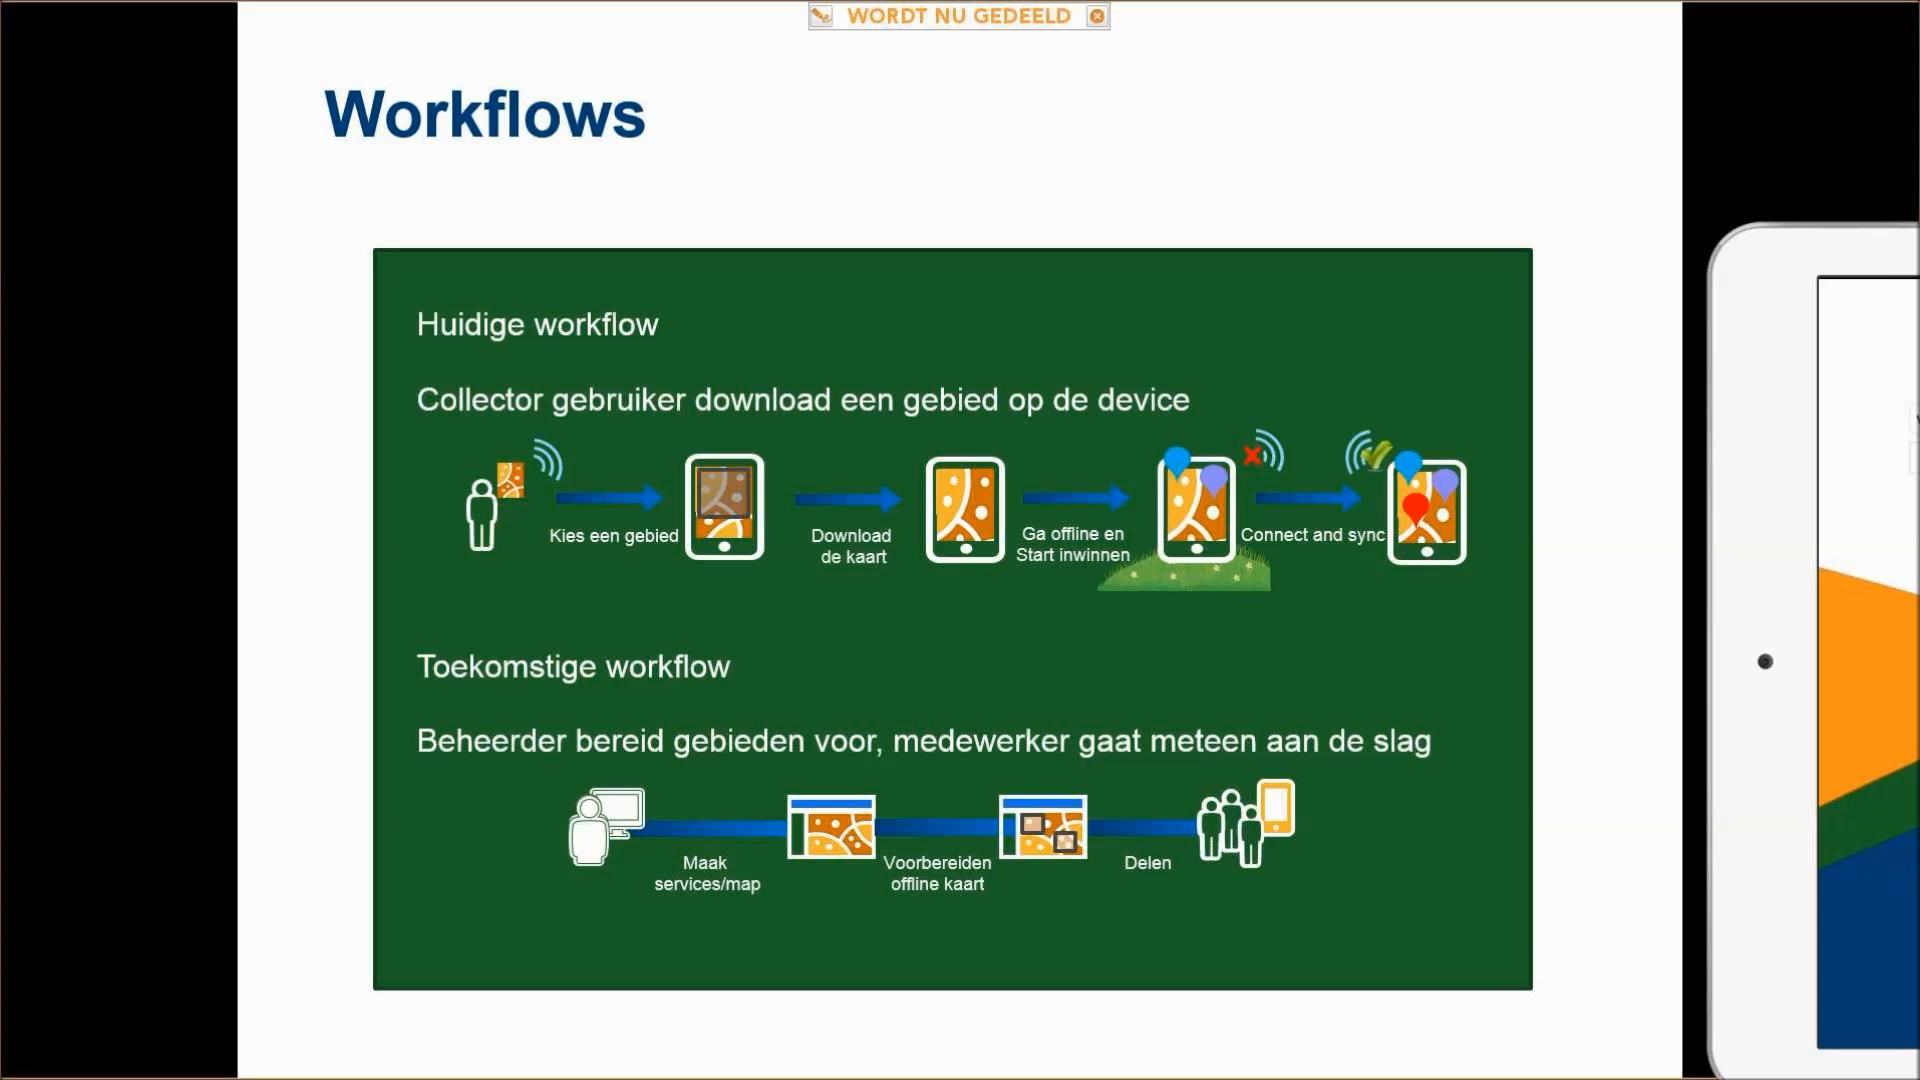 WORDT NU GEDEELD
Workflows
Huidige workflow
Collector gebruiker download een gebied op de device
Kies een gebied
Download
de kaart
Ga offline en
Start inwinnen
Connect and sync
Toekomstige workflow
Beheerder bereid gebieden voor, medewerker gaat meteen aan de slag
Maak
services/map
Voorbereiden
offline kaart
Delen